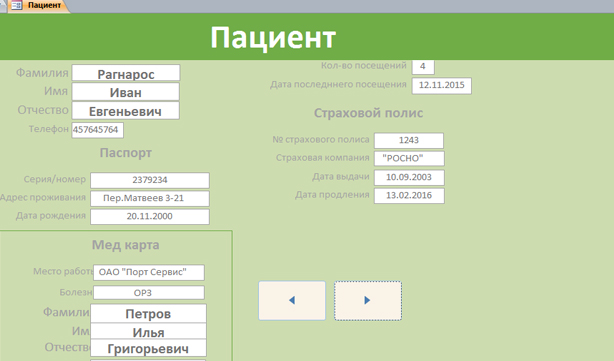 Пациент
Пациент
Фамилия Рагнарос
Имя Иван
Отчество Евгеньевич
Телефон 457645764
Кол-во посещений 4
Дата последннего посещения 12.11.2015
Страховой полис
№ страхового полиса 1243
Страховая компания "РОСНО"
Дата выдачи 10.09.2003
Дата продления 13.02.2016
Паспорт
Серия/номер 2379234
Адрес проживания Пер.Матвеев 3-21
Дата рождения 20.11.2000
Мед карта
Место работы ОАО "Порт Сервис"
Болезн ОРЗ
Фамили Петров
Им Илья
Отчество Григорьевич